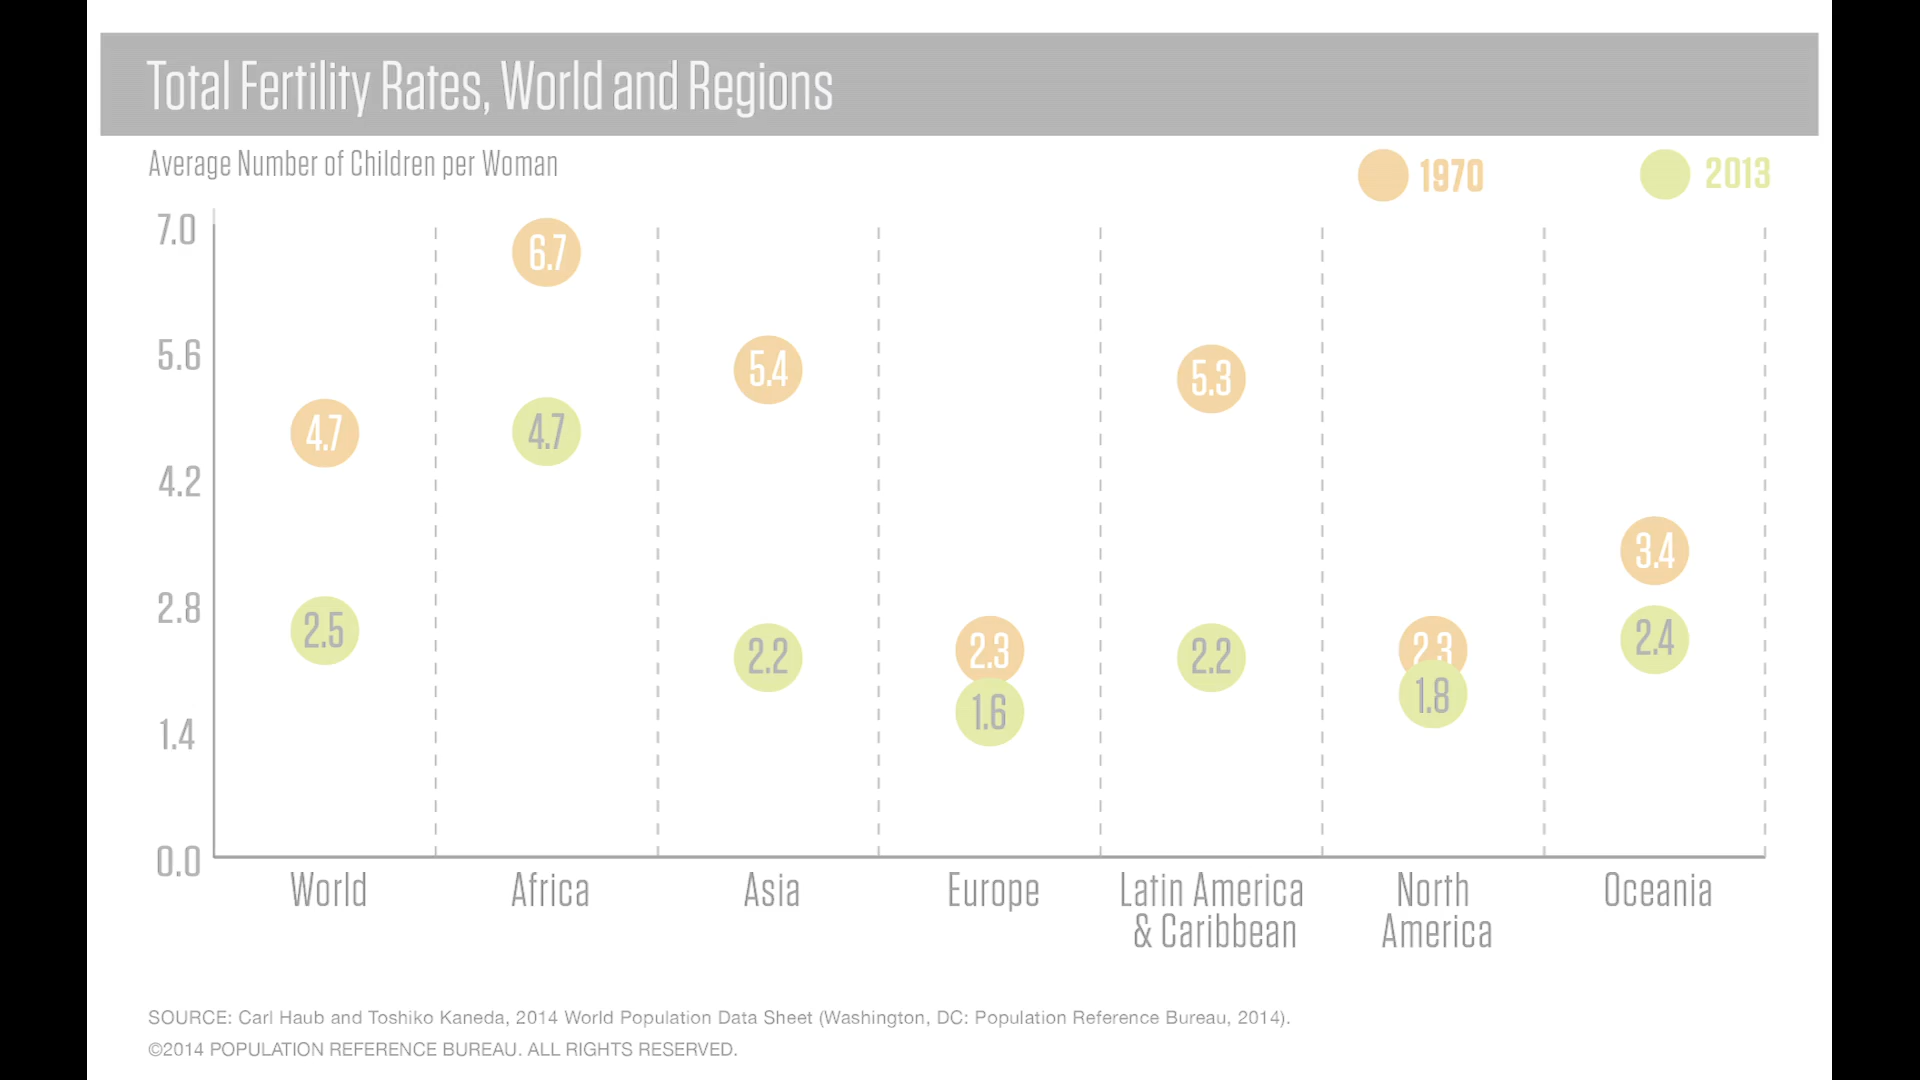 Total Fertility Rates, World and Regions
Average Number of Children per Woman
1970
2013
7.0
5.6
4.2
2.8
1.4
0.0
4.7
2.5
6.7
4.7
5.4
2.2
2.3
1.6
5.3
2.2
2.3
1.8
3.4
2.4
World
Africa
Asia
Europe
Latin America
& Caribbean
North
America
Oceania
SOURCE: Carl Haub and Toshiko Kaneda, 2014 World Population Data Sheet (Washington, DC: Population Reference Bureau, 2014).
©2014 POPULATION REFERENCE BUREAU. ALL RIGHTS RESERVED.